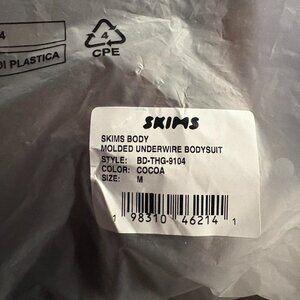 4
DI PLASTICA
4
CPE
SKIMS
SKIMS BODY
MOLDED UNDERWIRE BODYSUIT
STYLE: BD-THG-9104
COLOR: COCOA
SIZE: M
1 98310 46214 1